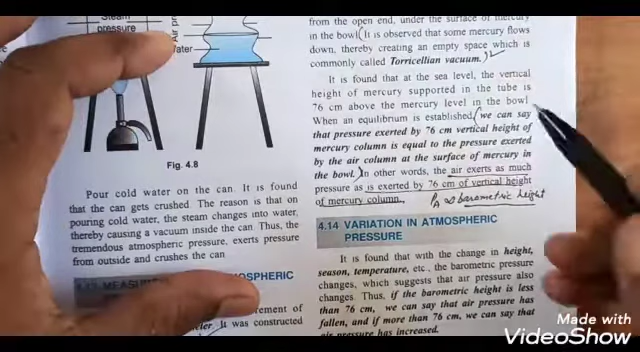 Steam
pressure
Air pr
Water
Fig. 4.8
Pour cold water on the can. It is found
that the can gets crushed. The reason is that on
pouring cold water, the steam changes into water,
thereby causing a vacuum inside the can. Thus, the
tremendous atmospheric pressure, exerts pressure
from outside and crushes the can
4.13 MEASU
OSPHERIC
rement of
eter. It was constructed
from the open end, under the surface of mercury
in the bowl (It is observed that some mercury flows
down, thereby creating an empty space which is
commonly called Torricellian vacuum.)
It is found that at the sea level, the vertical
height of mercury supported in the tube is
76 cm above the mercury level in the bowl
When an equilibrium is established, (we can say
that pressure exerted by 76 cm vertical height of
mercury column is equal to the pressure exerted
by the air column at the surface of mercury in
the bowl.) In other words, the air exerts as much
pressure as is exerted by 76 cm of vertical height
of mercury column. PA ∝ barometric height
4.14 VARIATION IN ATMOSPHERIC
PRESSURE
It is found that with the change in height,
season, temperature, etc., the barometric pressure
changes, which suggests that air pressure also
changes. Thus, if the barometric height is less
than 76 cm, we can say that air pressure has
fallen, and if more than 76 cm, we can say that
air pressure has increased.
Made with
VideoShow